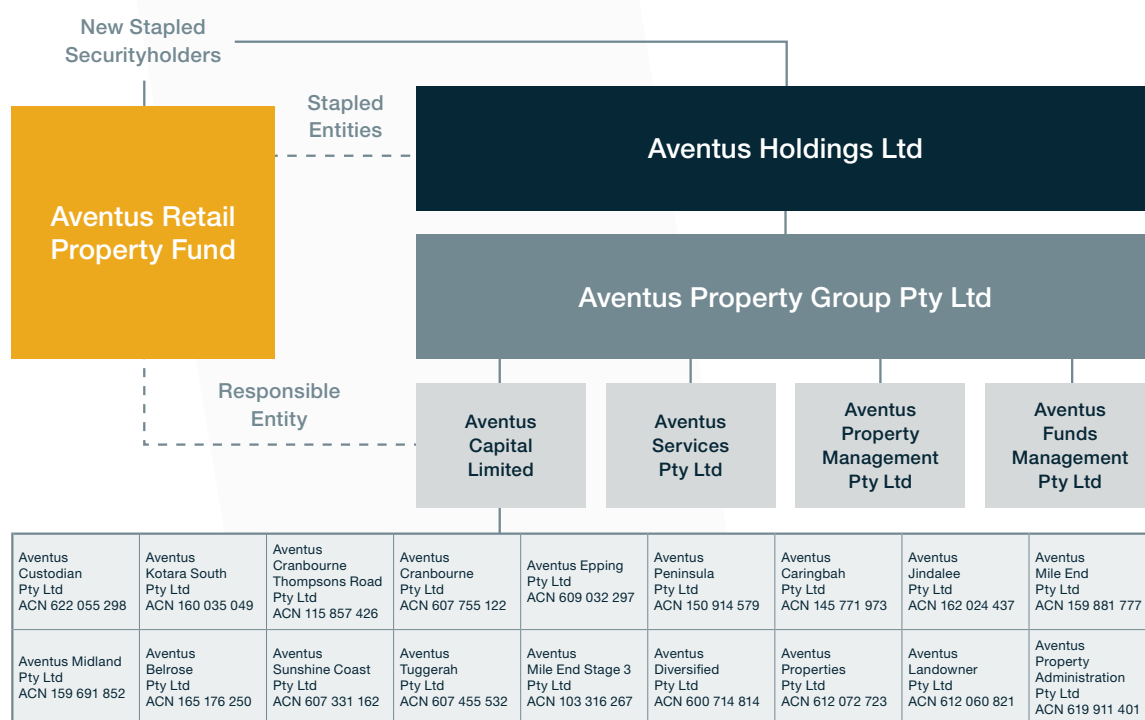 New Stapled
Securityholders
Stapled
Entities
Aventus Holdings Ltd
Aventus Retail
Property Fund
Aventus Property Group Pty Ltd
Responsible
Entity
Aventus
Capital
Limited
Aventus
Services
Pty Ltd
Aventus
Property
Management
Pty Ltd
Aventus
Funds
Management
Pty Ltd
Aventus
Custodian
Pty Ltd
ACN 622 055 298
Aventus
Kotara South
Pty Ltd
ACN 160 035 049
Aventus
Cranbourne
Thompsons Road
Pty Ltd
ACN 115 857 426
Aventus
Cranbourne
Pty Ltd
ACN 607 755 122
Aventus Epping
Pty Ltd
ACN 609 032 297
Aventus
Peninsula
Pty Ltd
ACN 150 914 579
Aventus
Caringbah
Pty Ltd
ACN 145 771 973
Aventus
Jindalee
Pty Ltd
ACN 162 024 437
Aventus
Mile End
Pty Ltd
ACN 159 881 777
Aventus Midland
Pty Ltd
ACN 159 691 852
Aventus
Belrose
Pty Ltd
ACN 165 176 250
Aventus
Sunshine Coast
Pty Ltd
ACN 607 331 162
Aventus
Tuggerah
Pty Ltd
ACN 607 455 532
Aventus
Mile End Stage 3
Pty Ltd
ACN 103 316 267
Aventus
Diversified
Pty Ltd
ACN 600 714 814
Aventus
Properties
Pty Ltd
ACN 612 072 723
Aventus
Landowner
Pty Ltd
ACN 612 060 821
Aventus
Property
Administration
Pty Ltd
ACN 619 911 401